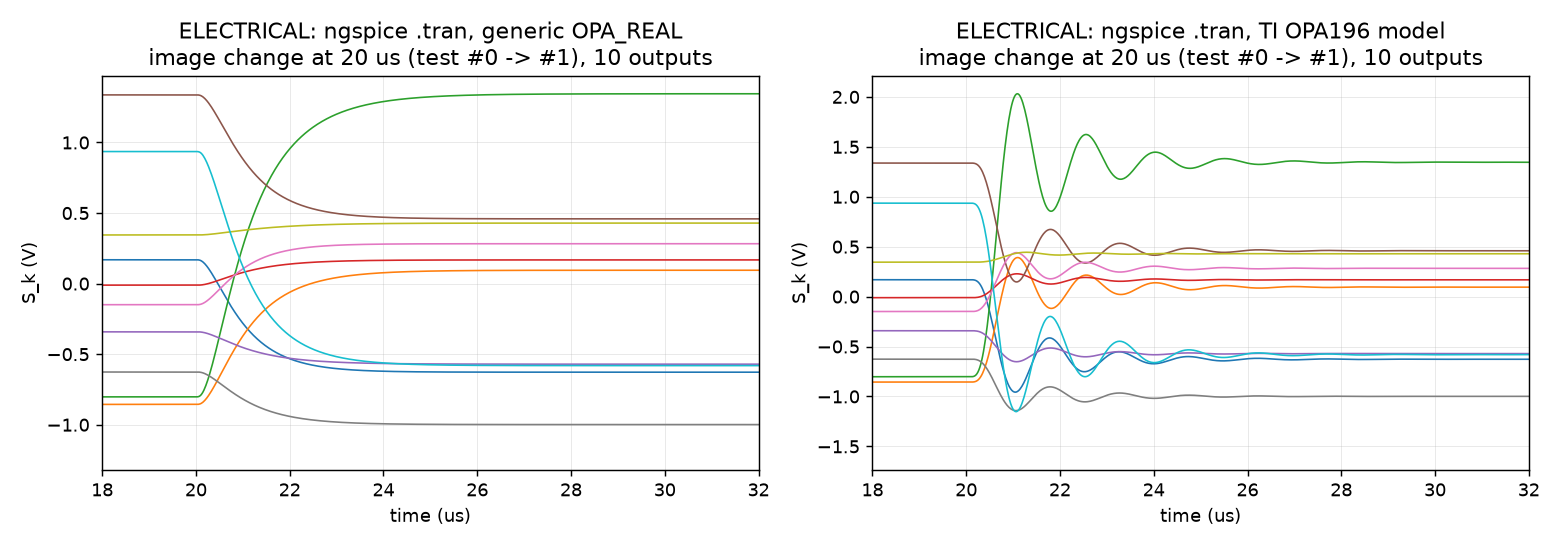 ELECTRICAL: ngspice .tran, generic OPA_REAL
image change at 20 us (test #0 -> #1), 10 outputs
S_k (V)
1.0
0.5
0.0
−0.5
−1.0
18 20 22 24 26 28 30 32
time (us)
ELECTRICAL: ngspice .tran, TI OPA196 model
image change at 20 us (test #0 -> #1), 10 outputs
S_k (V)
2.0
1.5
1.0
0.5
0.0
−0.5
−1.0
−1.5
18 20 22 24 26 28 30 32
time (us)